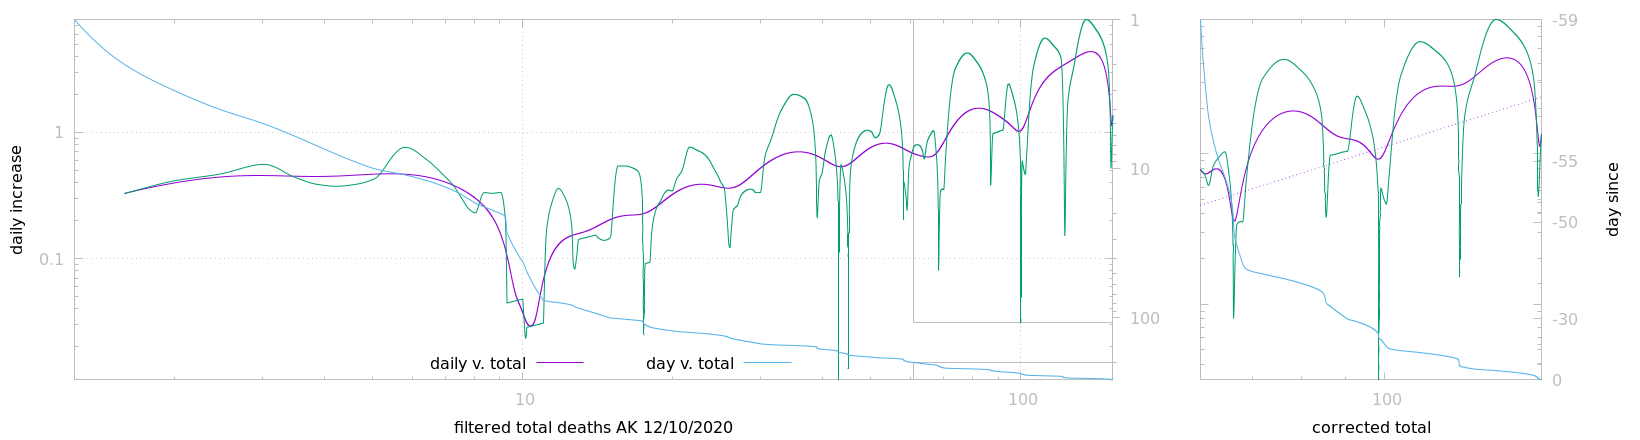 daily increase
1
0.1
1
10
100
daily v. total
day v. total
10
100
filtered total deaths AK 12/10/2020
-59
-55
-50
-30
0
day since
100
corrected total